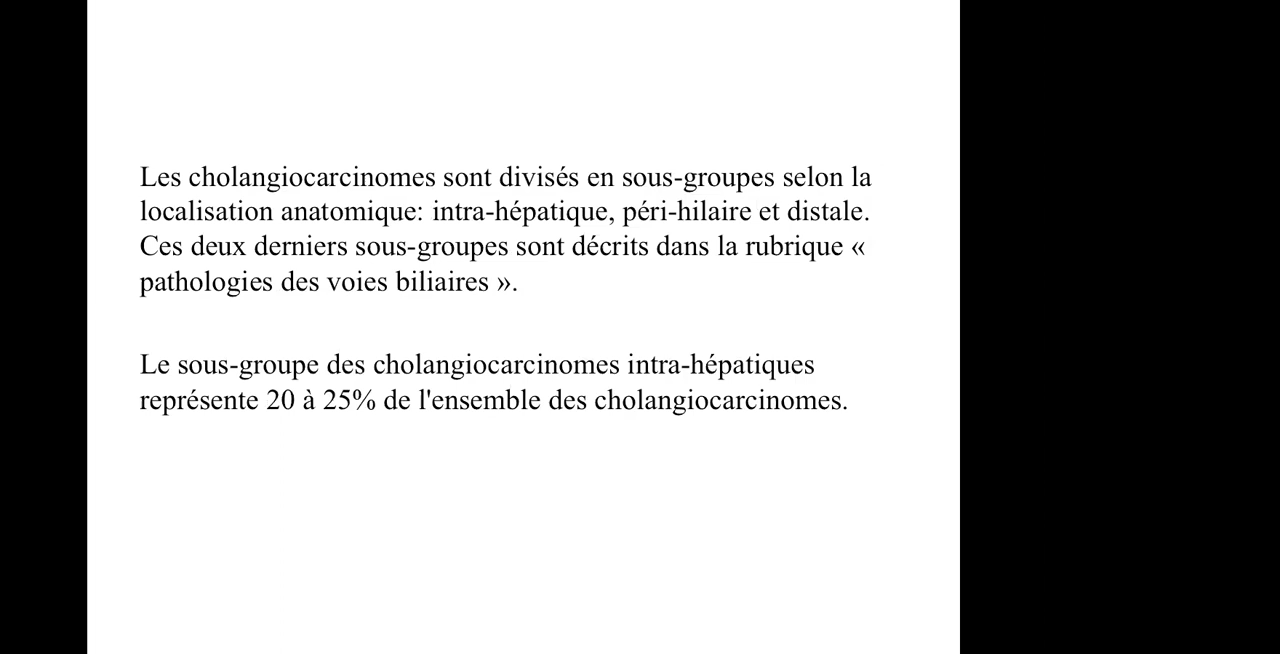 Les cholangiocarcinomes sont divisés en sous-groupes selon la
localisation anatomique: intra-hépatique, péri-hilaire et distale.
Ces deux derniers sous-groupes sont décrits dans la rubrique «
pathologies des voies biliaires ».
Le sous-groupe des cholangiocarcinomes intra-hépatiques
représente 20 à 25% de l'ensemble des cholangiocarcinomes.